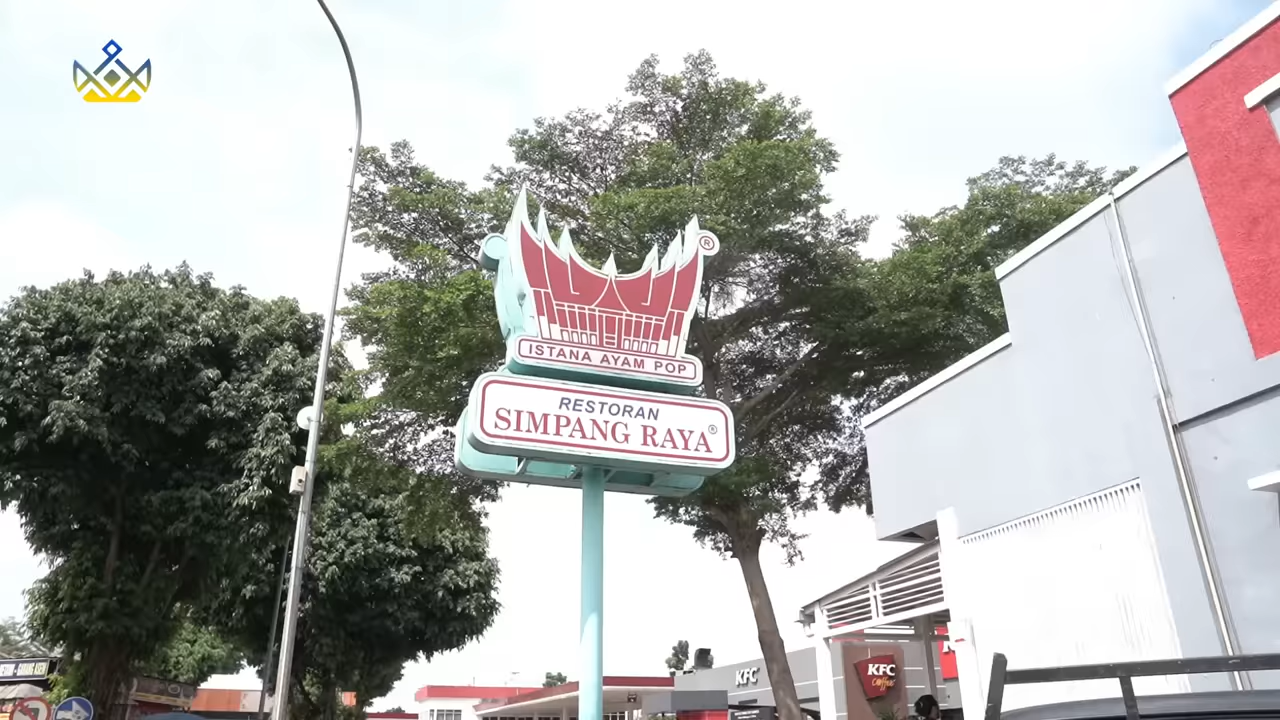 ®
ISTANA AYAM POP
RESTORAN
SIMPANG RAYA®
KFC
KFC
coffee